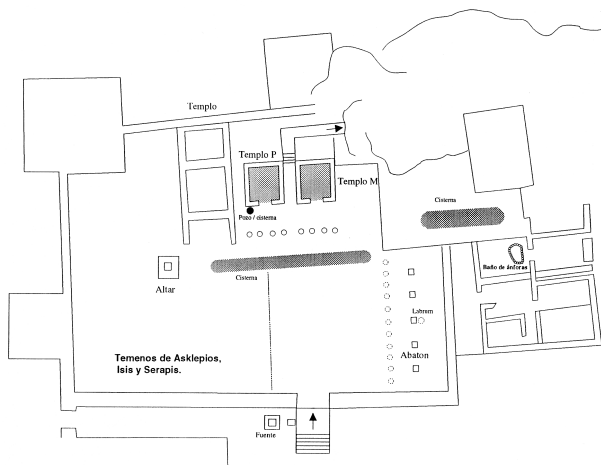 Templo
Templo P
Templo M
Pozo / cisterna
Cisterna
Baño de ánforas
Cisterna
Altar
Labrum
Abaton
Temenos de Asklepios,
Isis y Serapis.
Fuente